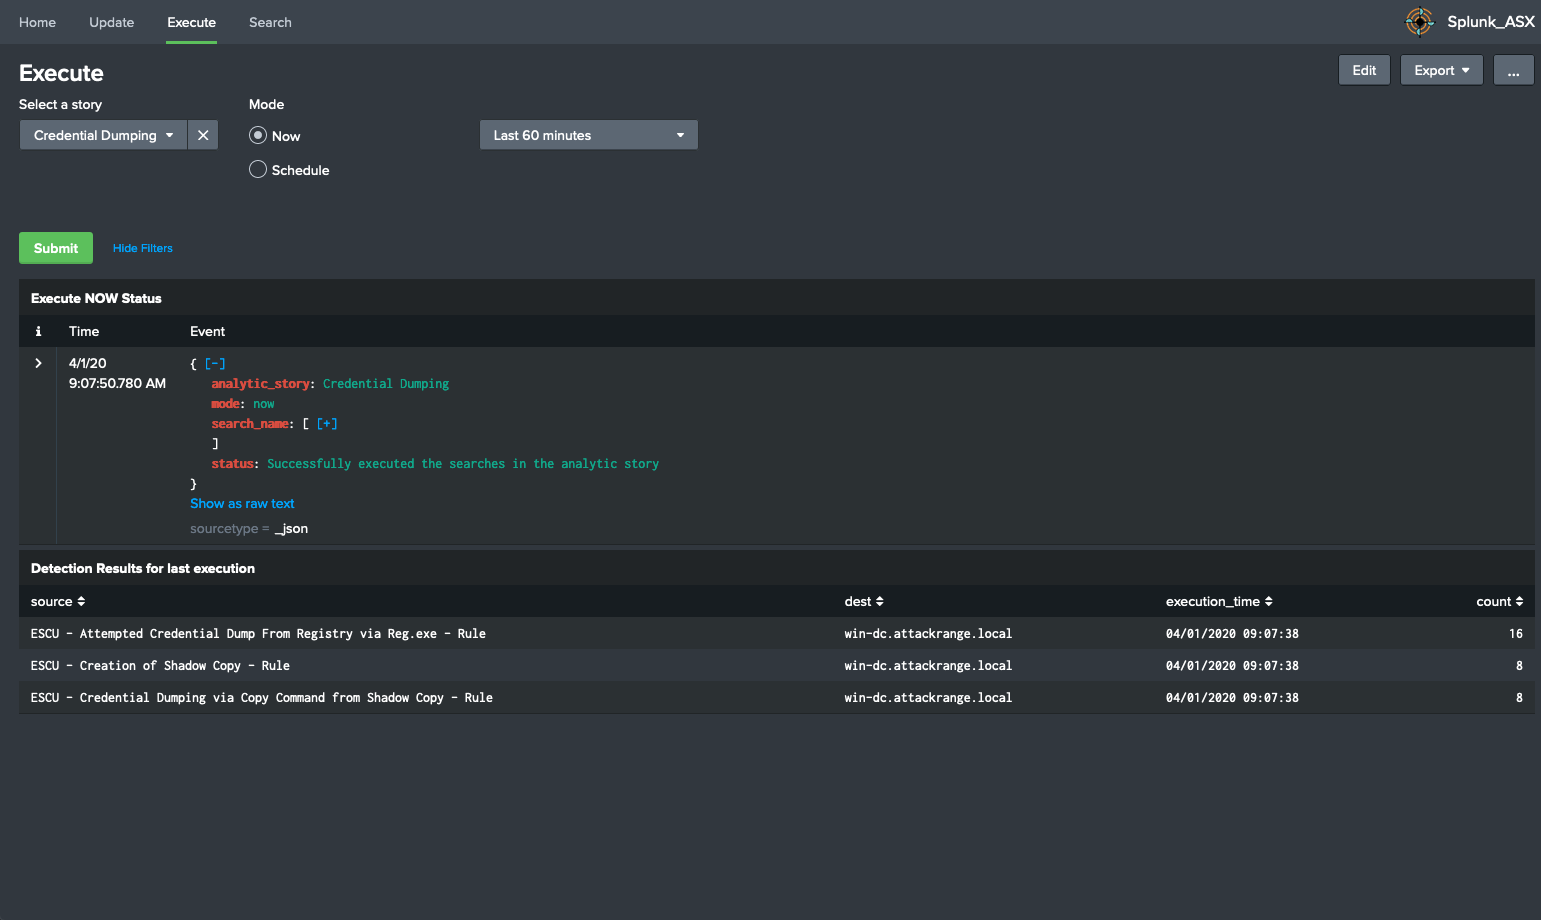 Home Update Execute Search Splunk_ASX
Execute
Edit Export ...
Select a story Mode
Credential Dumping Now Last 60 minutes
Schedule
Submit Hide Filters
Execute NOW Status
i Time Event
4/1/20 { [-]
9:07:50.780 AM analytic_story: Credential Dumping
mode: now
search_name: [ [+]
]
status: Successfully executed the searches in the analytic story
}
Show as raw text
sourcetype = _json
Detection Results for last execution
source dest execution_time count
ESCU - Attempted Credential Dump From Registry via Reg.exe - Rule win-dc.attackrange.local 04/01/2020 09:07:38 16
ESCU - Creation of Shadow Copy - Rule win-dc.attackrange.local 04/01/2020 09:07:38 8
ESCU - Credential Dumping via Copy Command from Shadow Copy - Rule win-dc.attackrange.local 04/01/2020 09:07:38 8